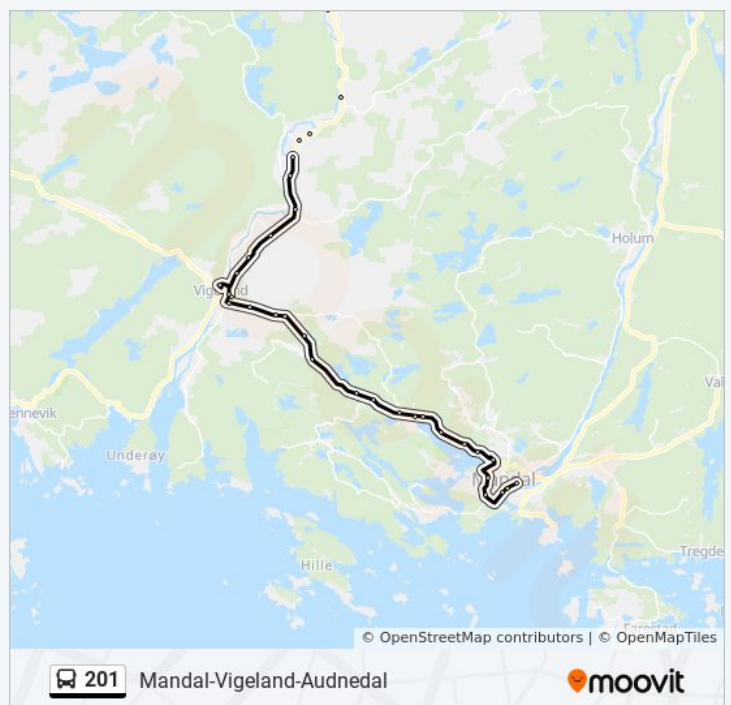 Holum
Vigeland
Val
ennevik
Underøy
Mandal
Tregde
Hille
Farestad
© OpenStreetMap contributors | © OpenMapTiles
201 Mandal-Vigeland-Audnedal
moovit